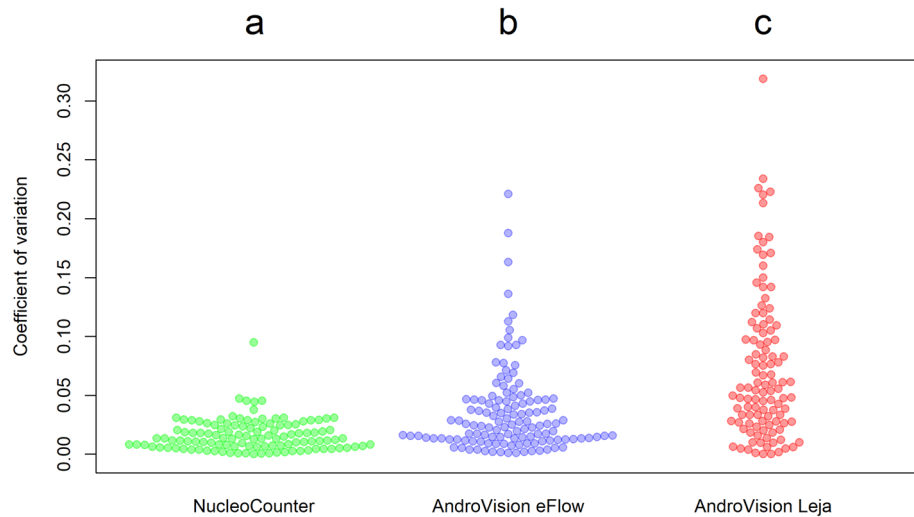 a b c
Coefficient of variation
0.30
0.25
0.20
0.15
0.10
0.05
0.00
NucleoCounter AndroVision eFlow AndroVision Leja